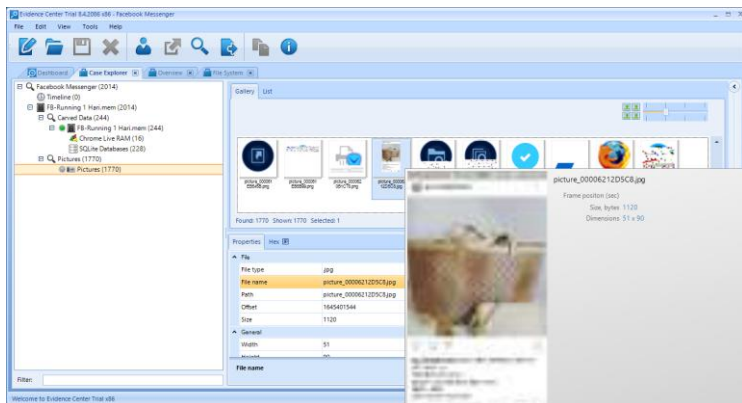 Evidence Center Trial 8.4.2066 x86 - Facebook Messenger
File Edit View Tools Help
Dashboard Case Explorer Overview File System
Facebook Messenger (2014)
Timeline (0)
FB-Running 1 Hari.mem (2014)
Carved Data (244)
FB-Running 1 Hari.mem (244)
Chrome Live RAM (16)
SQLite Databases (228)
Pictures (1770)
Pictures (1770)
Filter:
Gallery List
Found: 1770 Shown: 1770 Selected: 1
Properties Hex
File
File type .jpg
File name picture_00006212D5C8.jpg
Path picture_00006212D5C8.jpg
Offset 1645401544
Size 1120
General
Width 51
File name
picture_00006212D5C8.jpg
Frame positon (sec)
Size, bytes 1120
Dimensions 51 x 90
Welcome to Evidence Center Trial x86